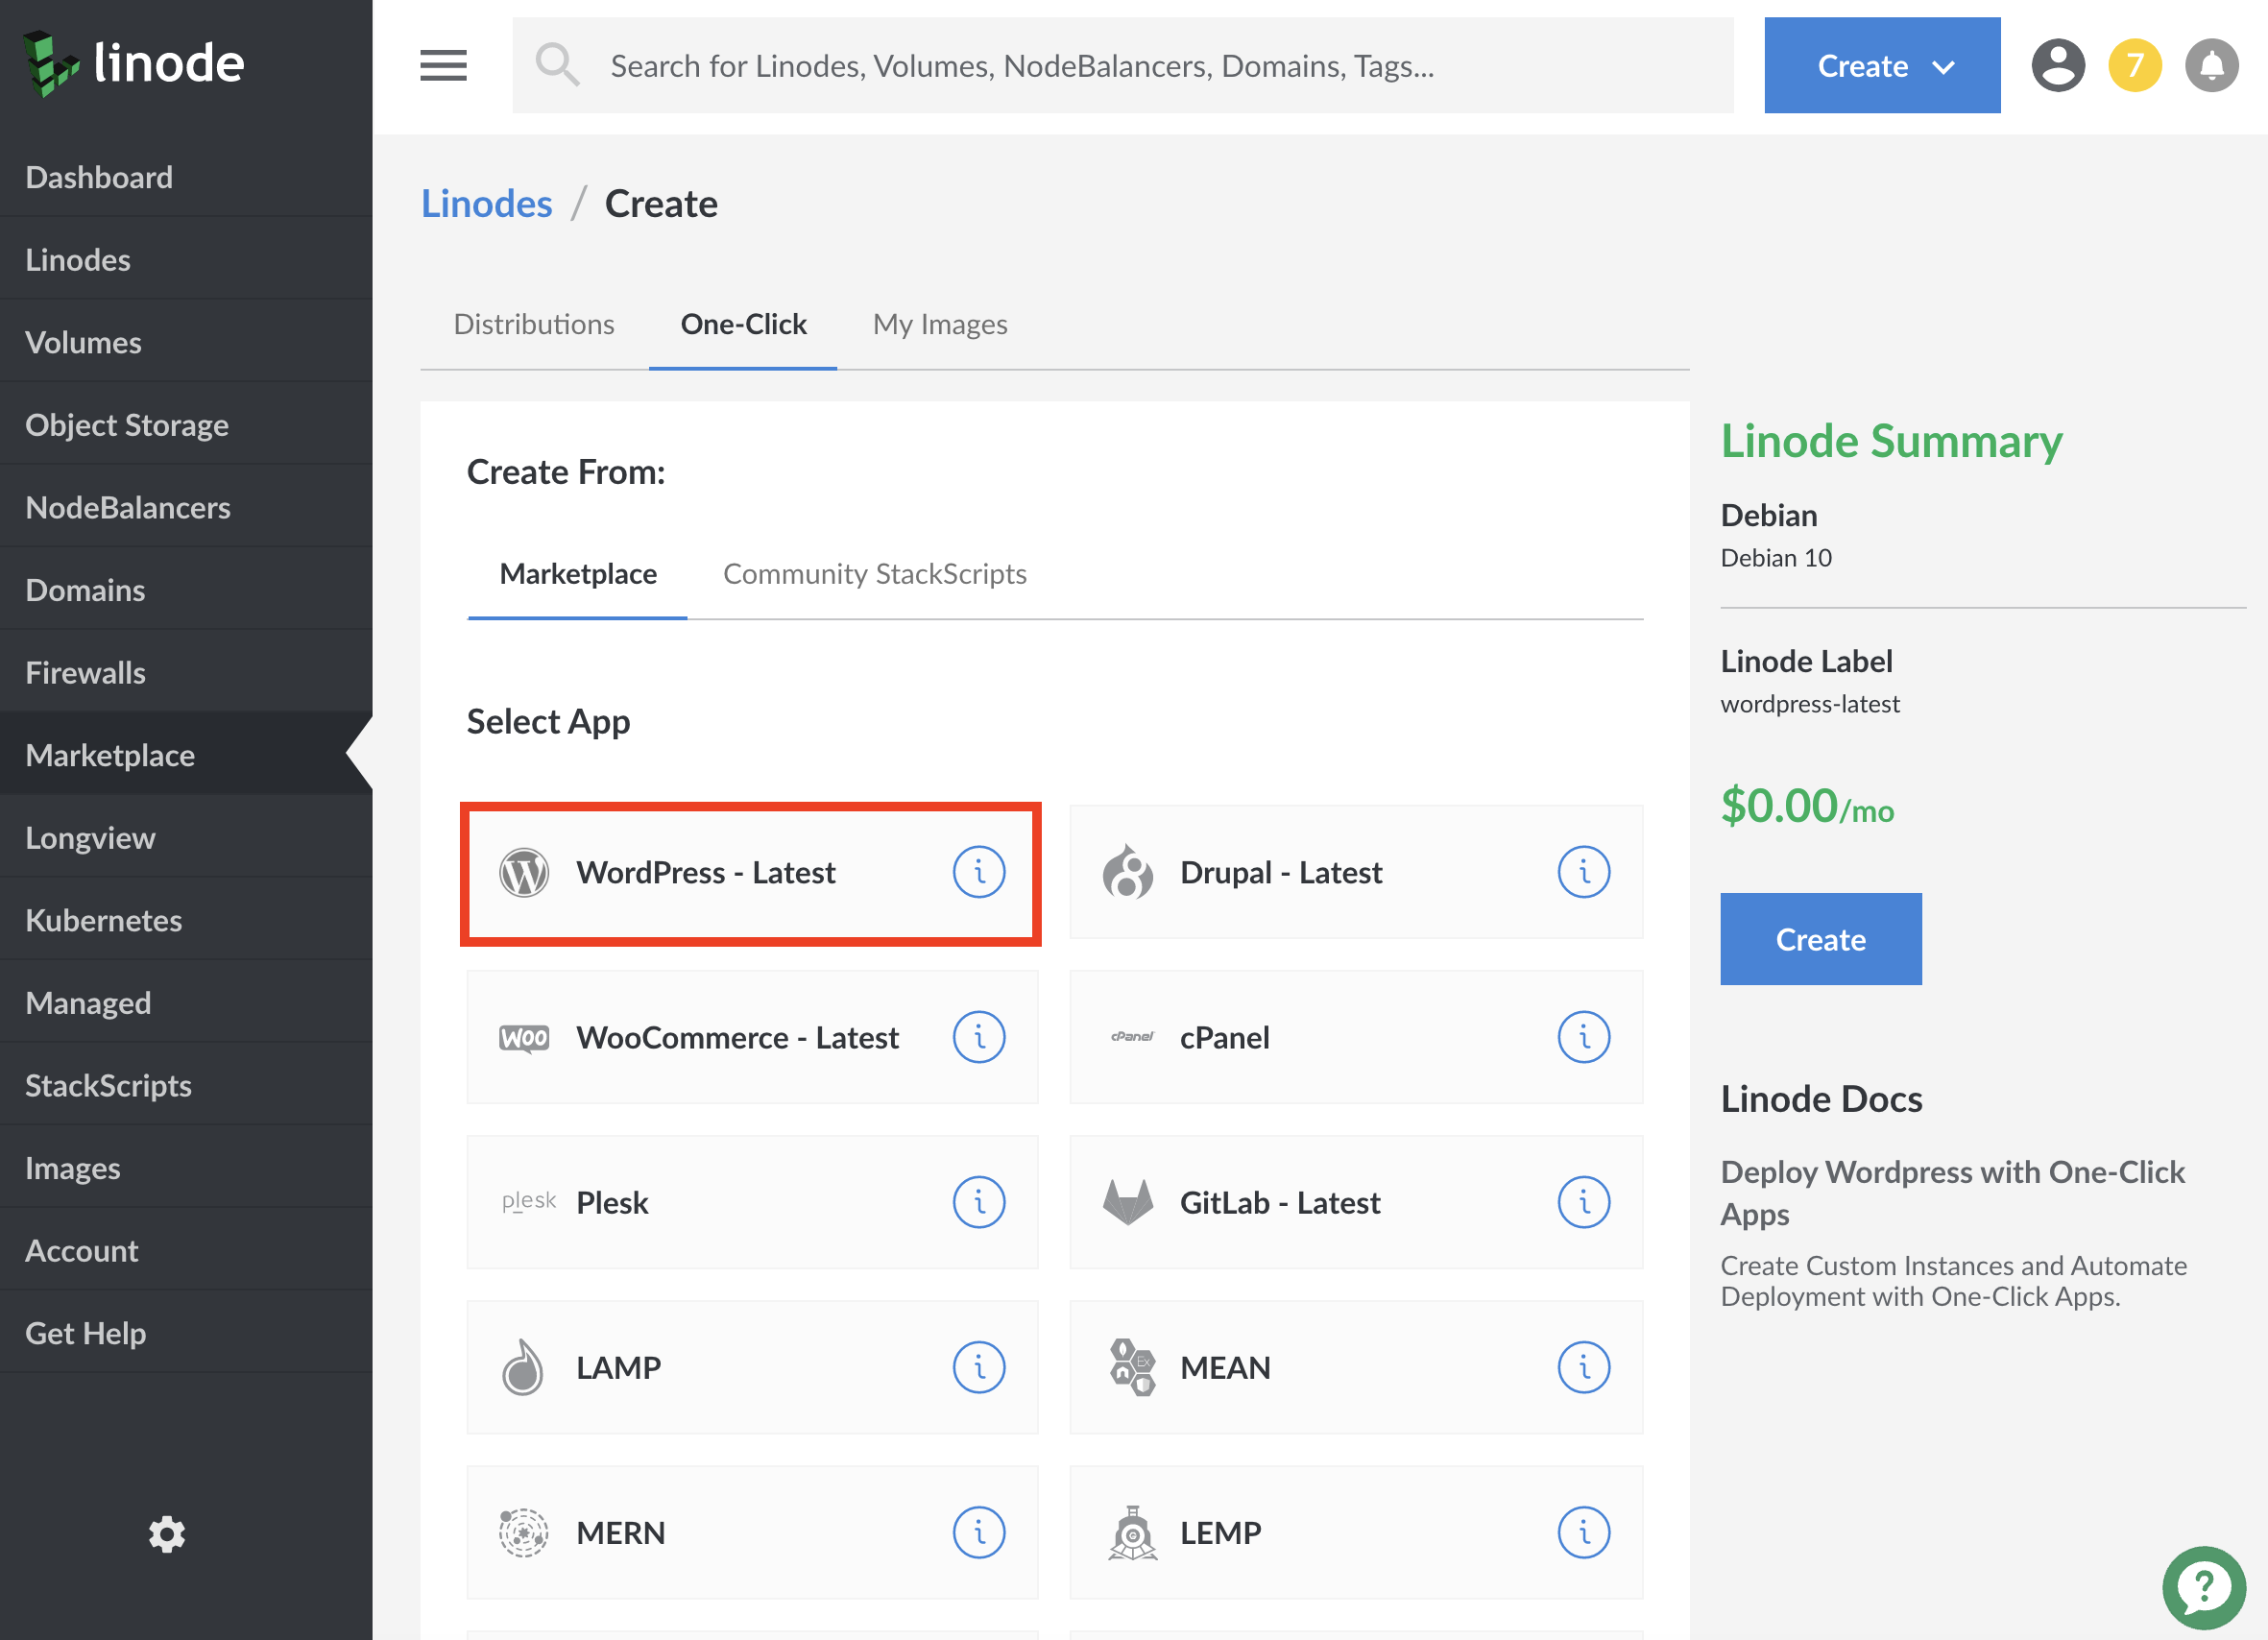 linode
Search for Linodes, Volumes, NodeBalancers, Domains, Tags...
Create
7
Dashboard
Linodes
Volumes
Object Storage
NodeBalancers
Domains
Firewalls
Marketplace
Longview
Kubernetes
Managed
StackScripts
Images
Account
Get Help
Linodes / Create
Distributions
One-Click
My Images
Create From:
Marketplace
Community StackScripts
Select App
WordPress - Latest
Drupal - Latest
WOO WooCommerce - Latest
cPanel cPanel
plesk Plesk
GitLab - Latest
LAMP
MEAN
MERN
LEMP
Linode Summary
Debian
Debian 10
Linode Label
wordpress-latest
$0.00/mo
Create
Linode Docs
Deploy Wordpress with One-Click
Apps
Create Custom Instances and Automate
Deployment with One-Click Apps.